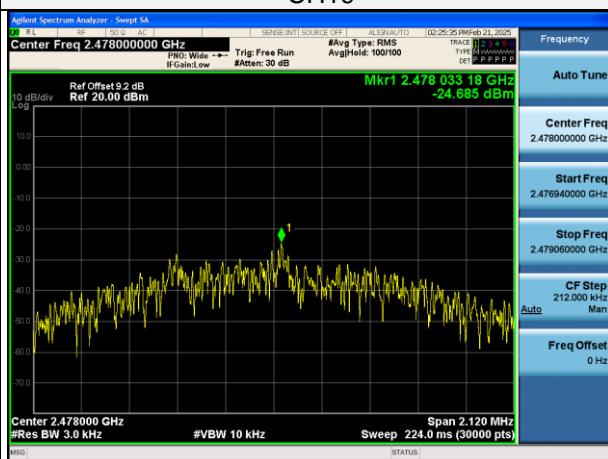 Agilent Spectrum Analyzer - Swept SA
RL RF 50 Ω AC SENSE:INT SOURCE OFF ALIGNAUTO 02:25:35 PM Feb 21, 2025
Center Freq 2.478000000 GHz
PNO: Wide
IFGain:Low
Trig: Free Run
#Atten: 30 dB
#Avg Type: RMS
Avg|Hold: 100/100
TRACE 1 2 3 4 5 6
TYPE M
DET P P P P P P
Mkr1 2.478 033 18 GHz
-24.685 dBm
Ref Offset 9.2 dB
10 dB/div Ref 20.00 dBm
Log
10.0
0.00
-10.0
-20.0
-30.0
-40.0
-50.0
-60.0
-70.0
1
Center 2.478000 GHz Span 2.120 MHz
#Res BW 3.0 kHz #VBW 10 kHz Sweep 224.0 ms (30000 pts)
MSG STATUS
Frequency
Auto Tune
Center Freq
2.478000000 GHz
Start Freq
2.476940000 GHz
Stop Freq
2.479060000 GHz
CF Step
212.000 kHz
Auto Man
Freq Offset
0 Hz